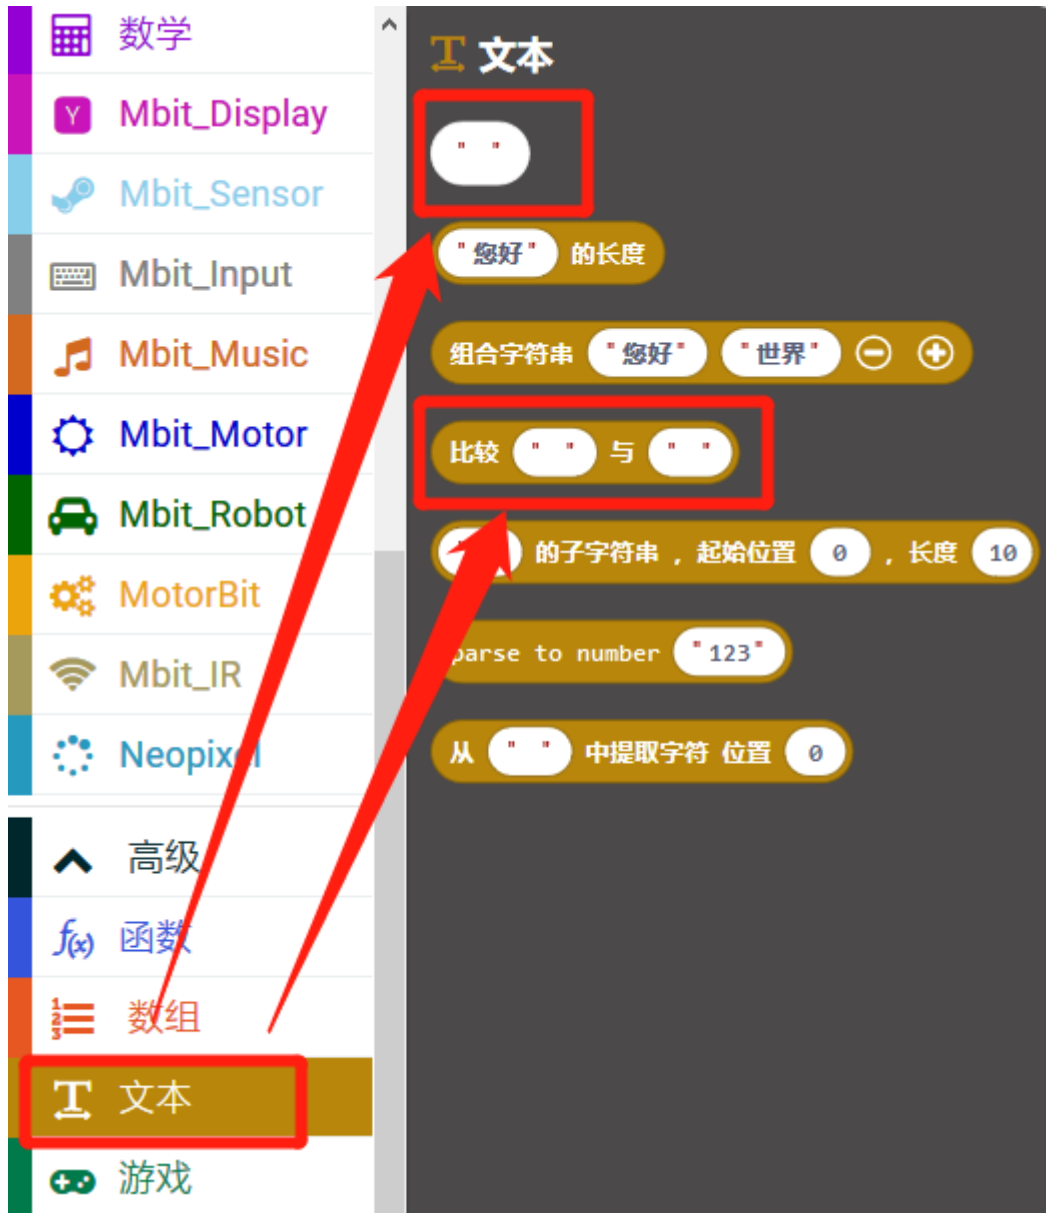 数学
Mbit_Display
Mbit_Sensor
Mbit_Input
Mbit_Music
Mbit_Motor
Mbit_Robot
MotorBit
Mbit_IR
Neopixel
高级
f(x) 函数
数组
文本
游戏
文本
" "
"您好" 的长度
组合字符串 "您好" "世界"
比较 " " 与 " "
的子字符串 , 起始位置 0 , 长度 10
parse to number "123"
从 " " 中提取字符 位置 0